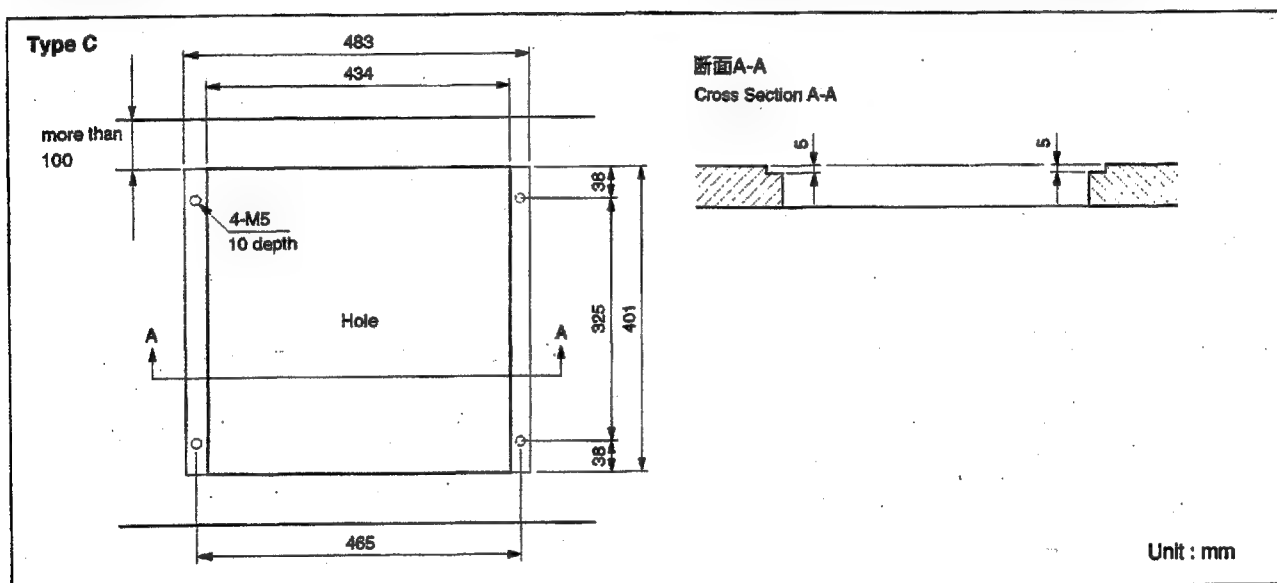 Type C
483
434
more than
100
4-M5
10 depth
38
325
401
38
Hole
A
A
465
断面A-A
Cross Section A-A
5
5
Unit : mm